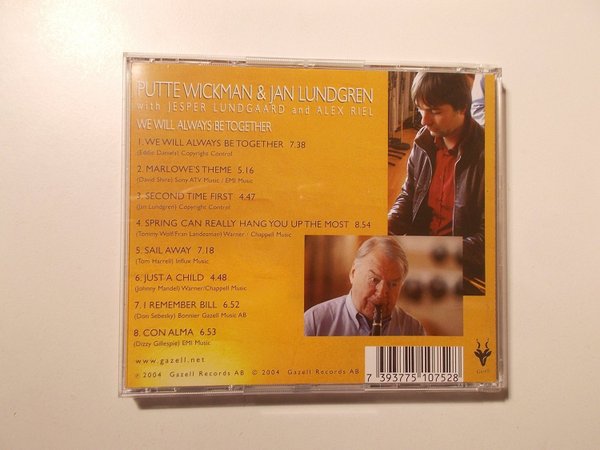 PUTTE WICKMAN & JAN LUNDGREN
with JESPER LUNDGAARD and ALEX RIEL
WE WILL ALWAYS BE TOGETHER
1. WE WILL ALWAYS BE TOGETHER 7.38
(Eddie Daniels) Copyright Control
2. MARLOWE'S THEME 5.16
(David Shire) Sony ATV Music / EMI Music
3. SECOND TIME FIRST 4.47
(Jan Lundgren) Copyright Control
4. SPRING CAN REALLY HANG YOU UP THE MOST 8.54
(Tommy Wolf/Fran Landesman) Warner / Chappell Music
5. SAIL AWAY 7.18
(Tom Harrell) Influx Music
6. JUST A CHILD 4.48
(Johnny Mandel) Warner/Chappell Music
7. I REMEMBER BILL 6.52
(Don Sebesky) Bonnier Gazell Music AB
8. CON ALMA 6.53
(Dizzy Gillespie) EMI Music
www.gazell.net
℗ 2004 Gazell Records AB © 2004 Gazell Records AB
7 393775 107528
Gazell